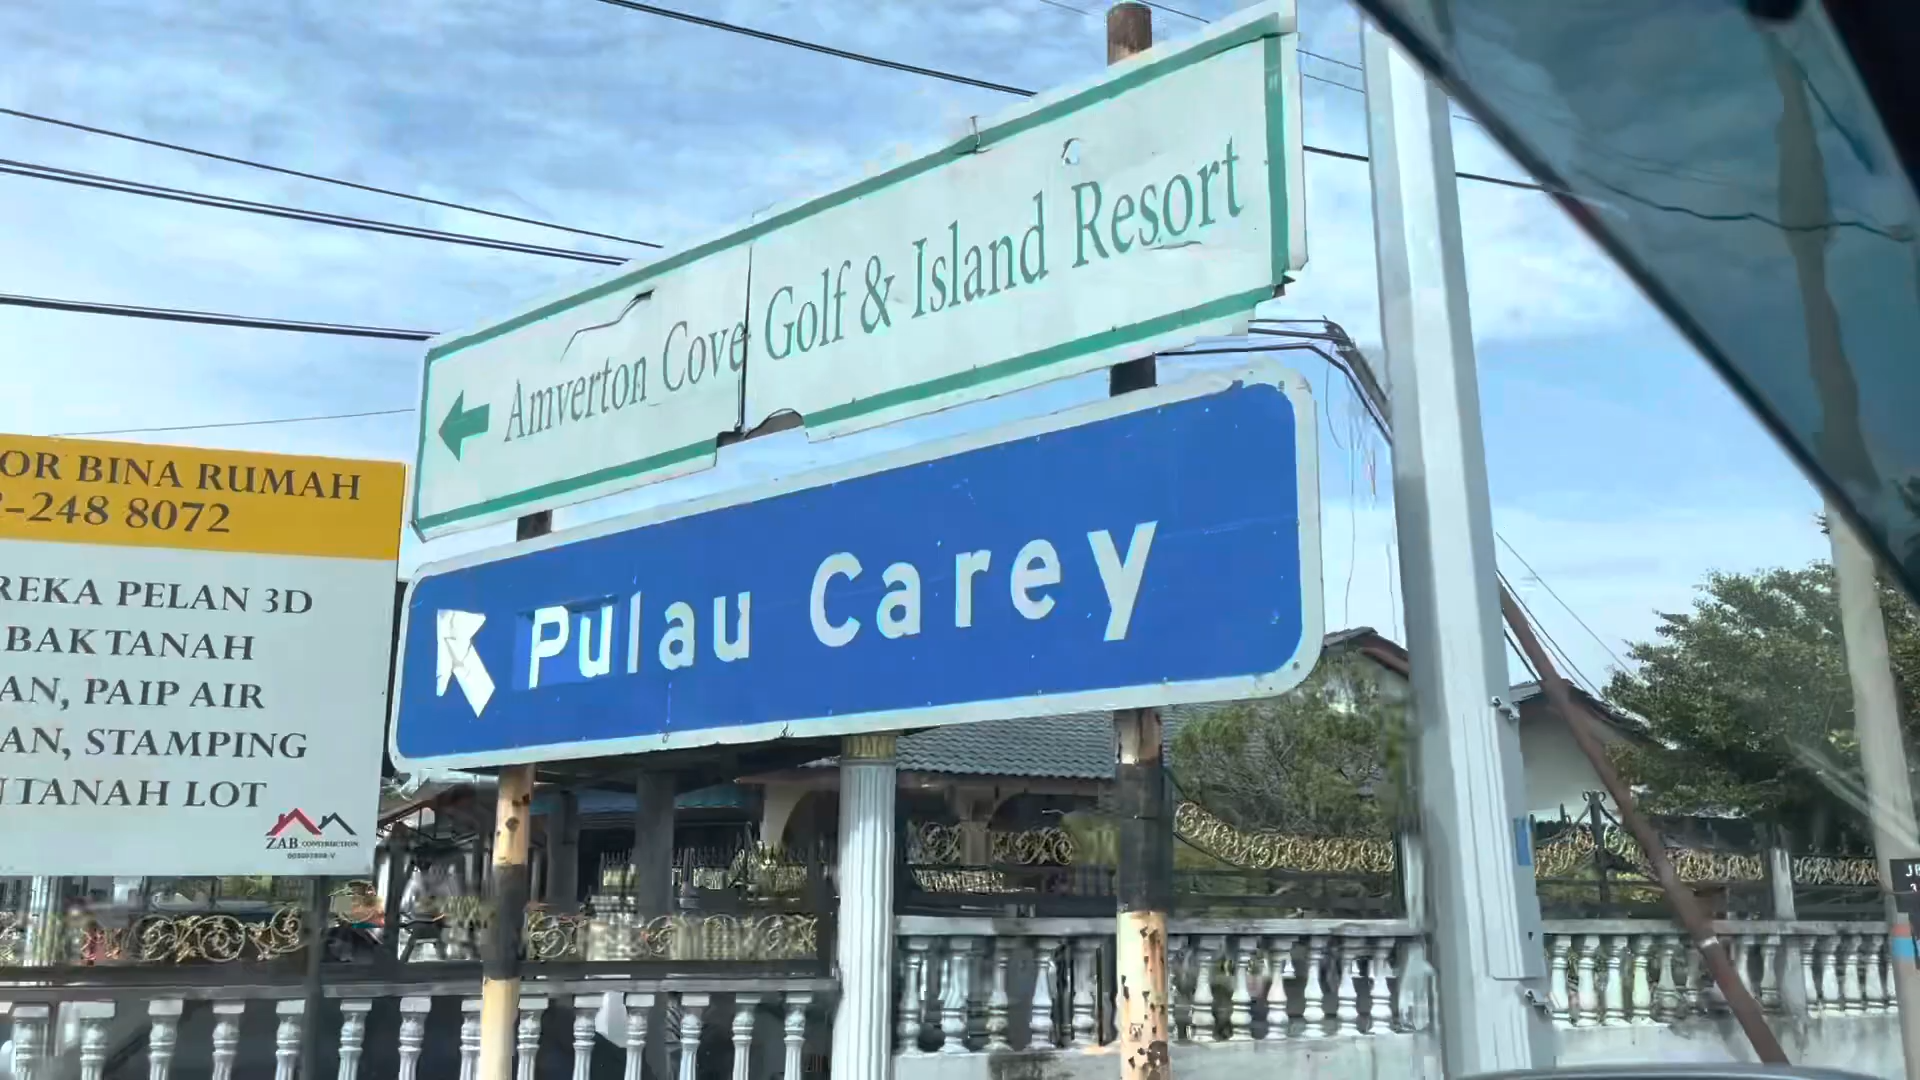 Amverton Cove Golf & Island Resort
Pulau Carey
OR BINA RUMAH
-248 8072
REKA PELAN 3D
BAK TANAH
AN, PAIP AIR
AN, STAMPING
TANAH LOT
ZAB CONSTRUCTION